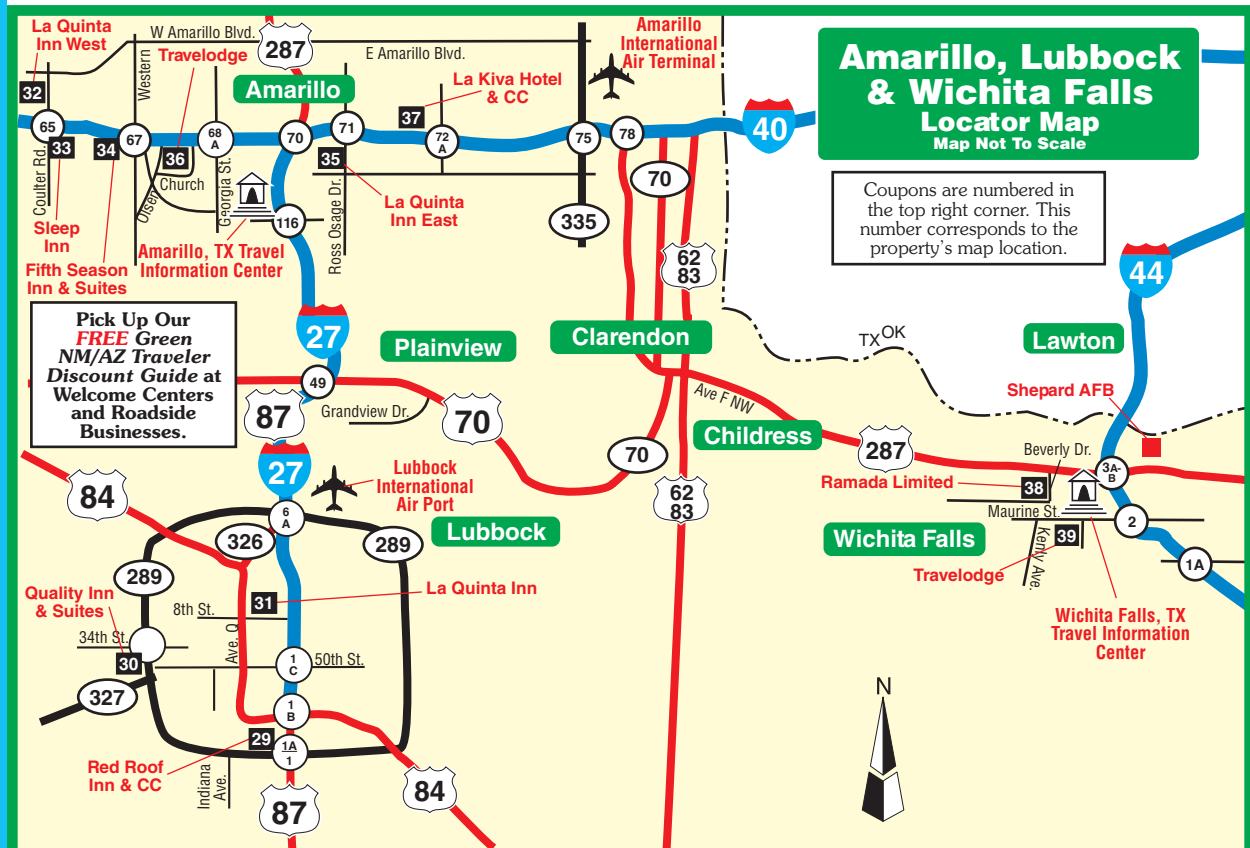 La Quinta
Inn West
W Amarillo Blvd.
287
E Amarillo Blvd.
Travelodge
Western
Amarillo
International
Air Terminal
Amarillo, Lubbock
& Wichita Falls
Locator Map
Map Not To Scale
Amarillo
La Kiva Hotel
& CC
32
65
33
34
67
36
68
A
70
71
35
37
72
A
75
78
40
Coulter Rd.
Olsen
Church
Georgia St.
Ross Osage Dr.
116
70
335
62
83
Sleep
Inn
Fifth Season
Inn & Suites
Amarillo, TX Travel
Information Center
La Quinta
Inn East
Coupons are numbered in
the top right corner. This
number corresponds to the
property's map location.
44
Pick Up Our
FREE Green
NM/AZ Traveler
Discount Guide at
Welcome Centers
and Roadside
Businesses.
27
Plainview
Clarendon
TX
OK
Lawton
49
87
Grandview Dr.
70
Ave F NW
Childress
287
Shepard AFB
27
84
Lubbock
International
Air Port
Lubbock
70
62
83
Beverly Dr.
Ramada Limited
38
3A-
B
Maurine St.
2
39
1A
Kenly Ave.
Wichita Falls
Travelodge
Wichita Falls, TX
Travel Information
Center
6
A
326
289
289
Quality Inn
& Suites
8th St.
31
La Quinta Inn
34th St.
30
Ave. Q
1
C
50th St.
327
1
B
29
1A
1
Red Roof
Inn & CC
Indiana
Ave.
87
84
N